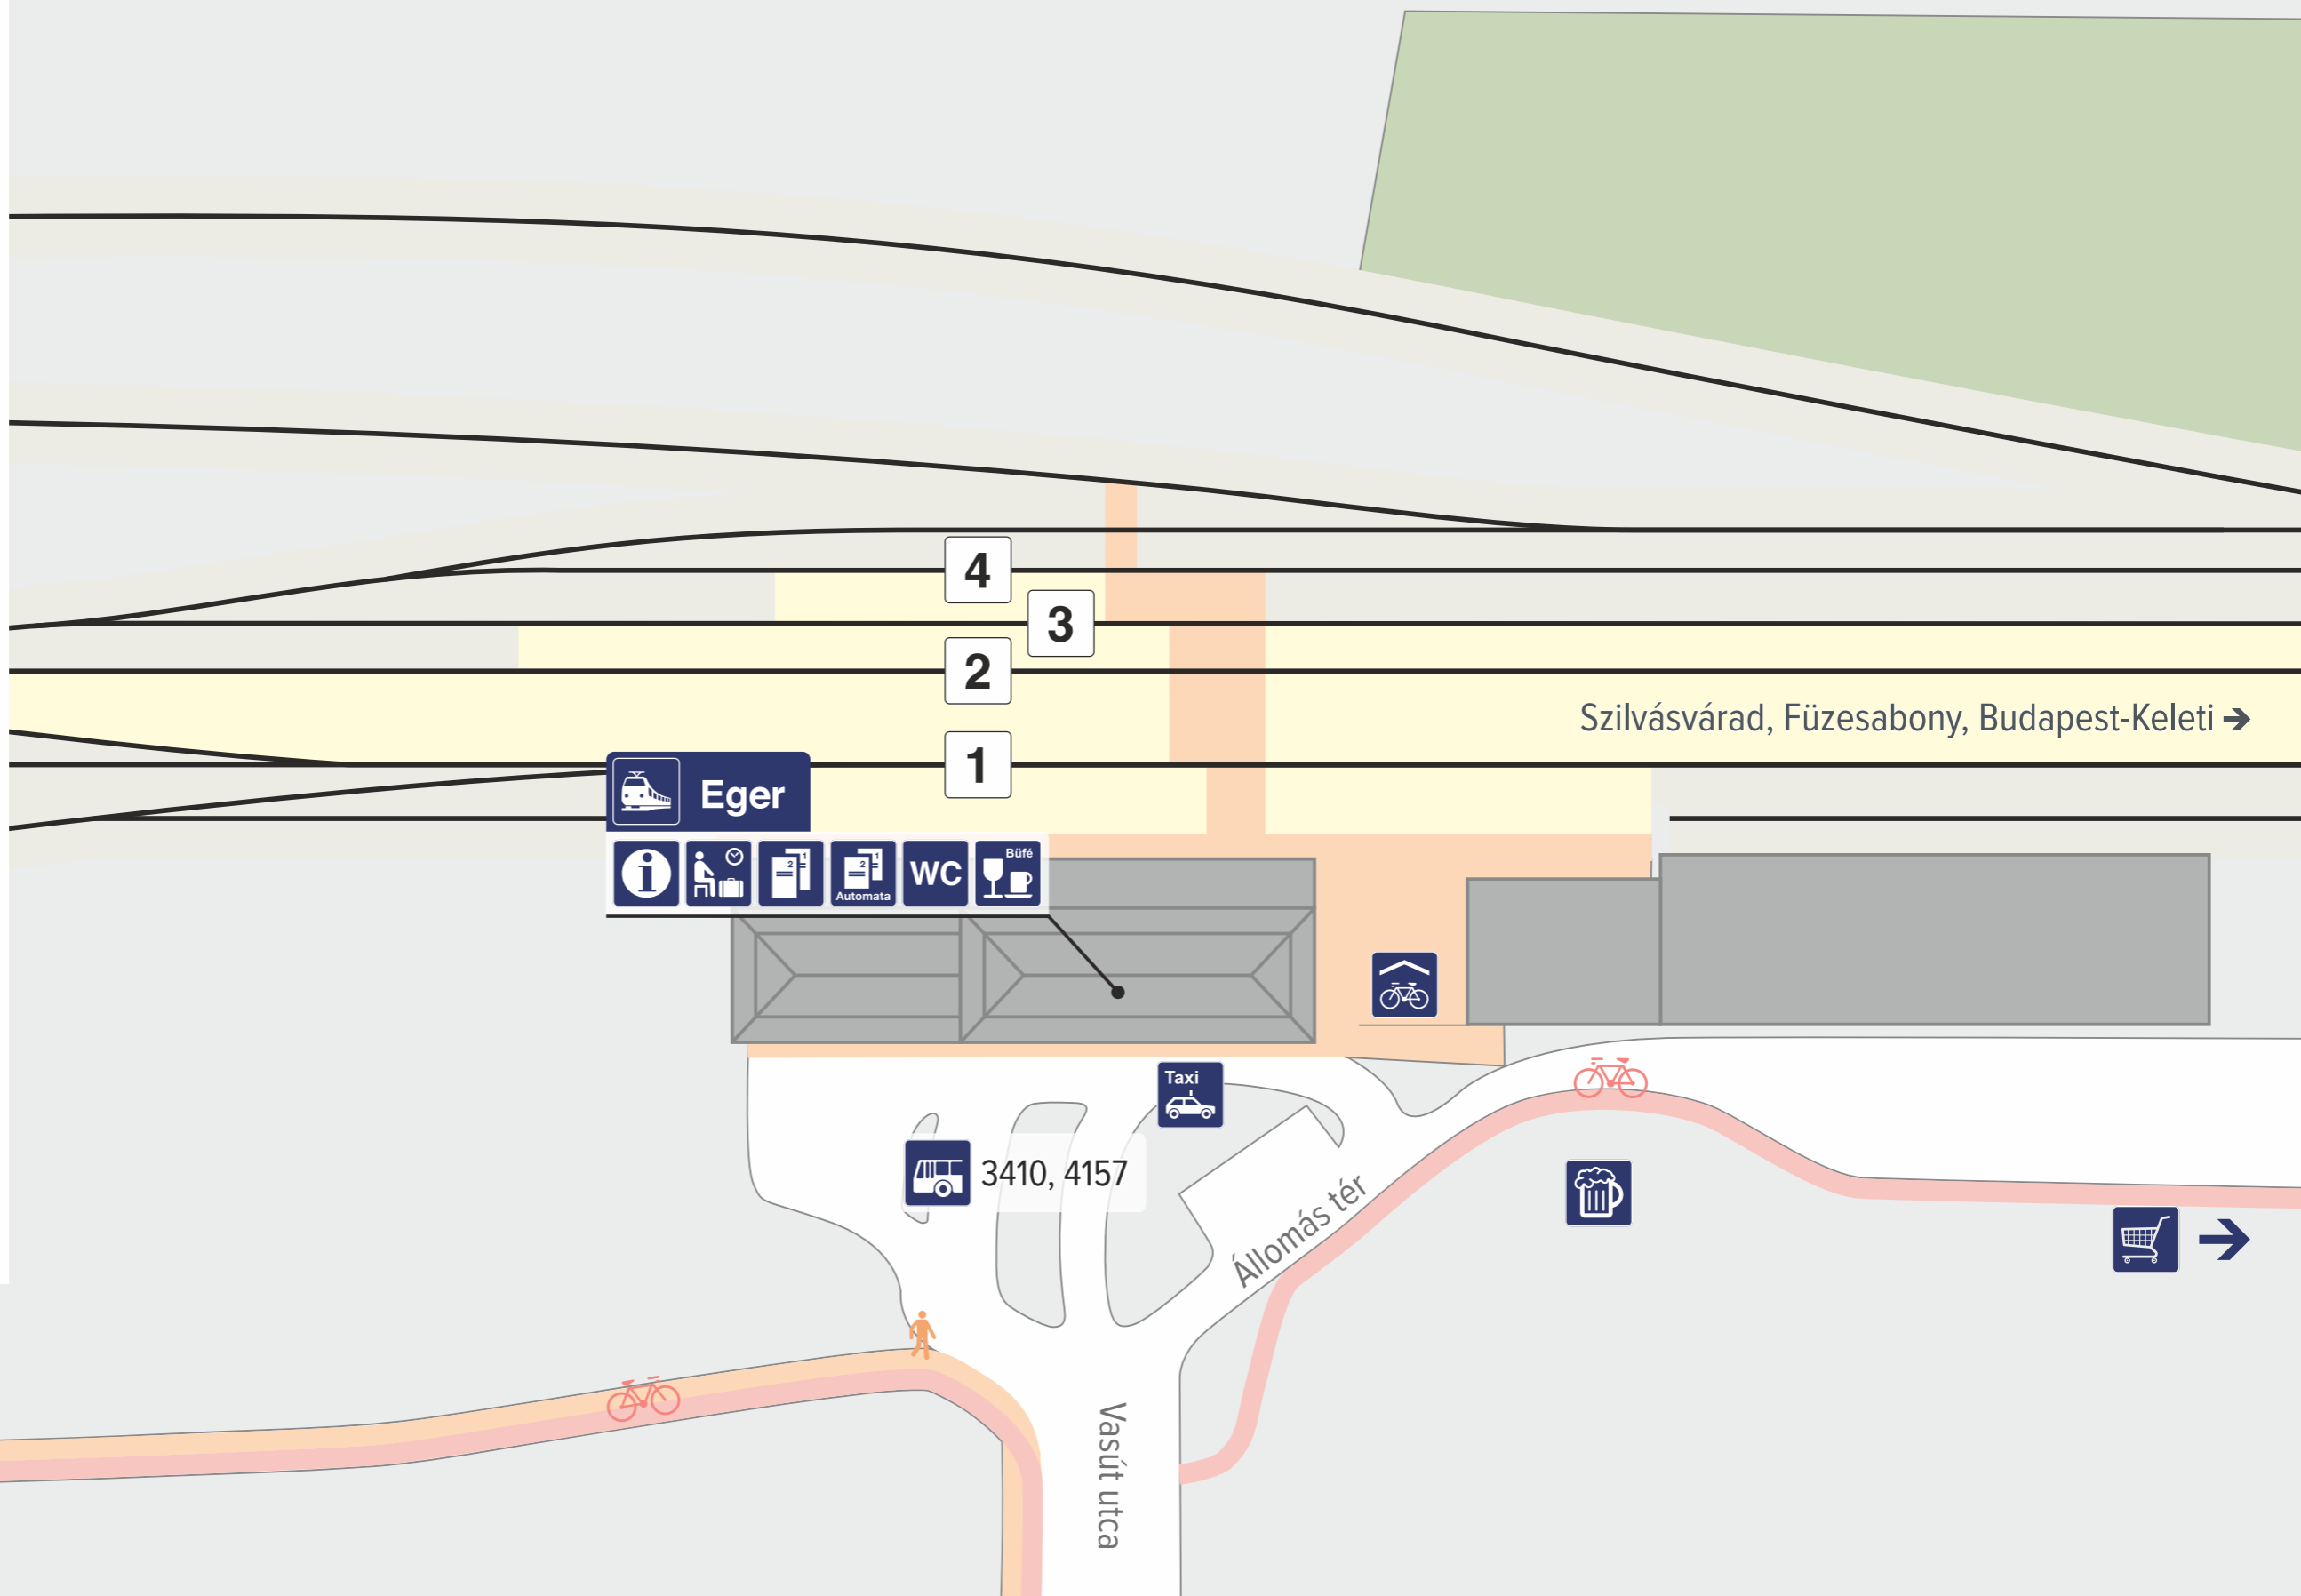 4
3
2
Szilvásvárad, Füzesabony, Budapest-Keleti →
1
Eger
i
2 1
2 1
Automata
WC
Büfé
Taxi
3410, 4157
Állomás tér
Vasút utca